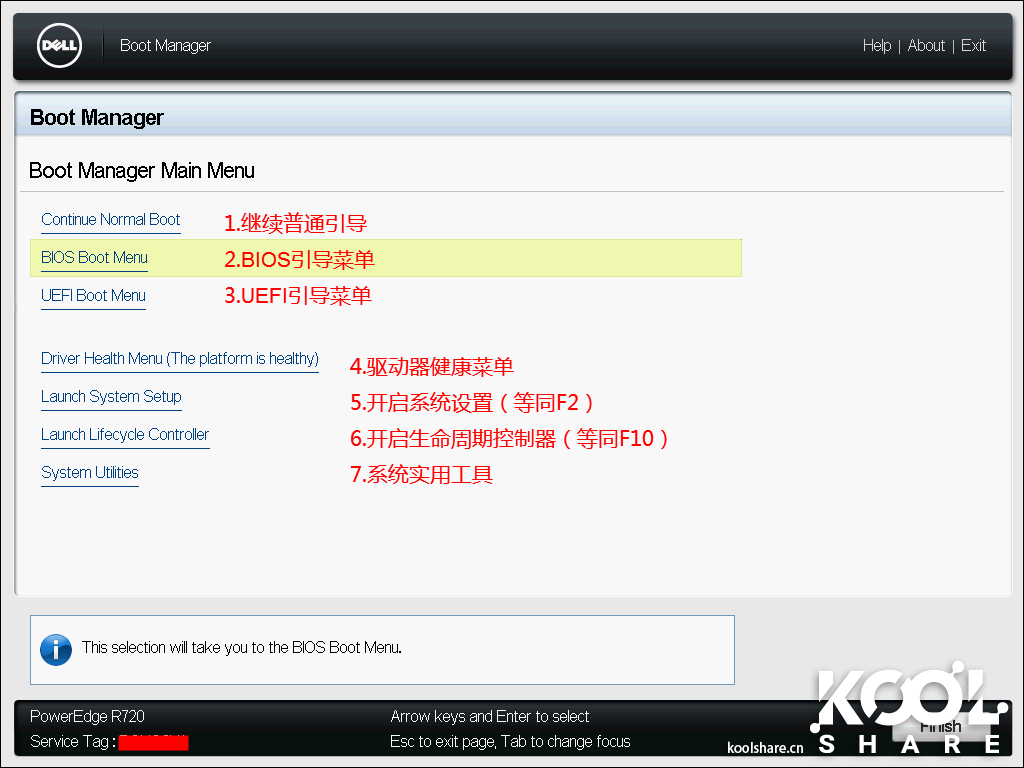 DELL Boot Manager Help | About | Exit
Boot Manager
Boot Manager Main Menu
Continue Normal Boot 1.继续普通引导
BIOS Boot Menu 2.BIOS引导菜单
UEFI Boot Menu 3.UEFI引导菜单
Driver Health Menu (The platform is healthy) 4.驱动器健康菜单
Launch System Setup 5.开启系统设置（等同F2）
Launch Lifecycle Controller 6.开启生命周期控制器（等同F10）
System Utilities 7.系统实用工具
This selection will take you to the BIOS Boot Menu.
PowerEdge R720 Arrow keys and Enter to select
Service Tag : Esc to exit page, Tab to change focus
Finish
KOOL
koolshare.cn SHARE